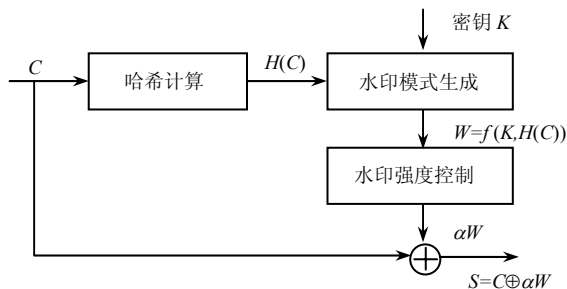 密钥 K
C
哈希计算
H(C)
水印模式生成
W=f(K,H(C))
水印强度控制
αW
S=C⊕αW